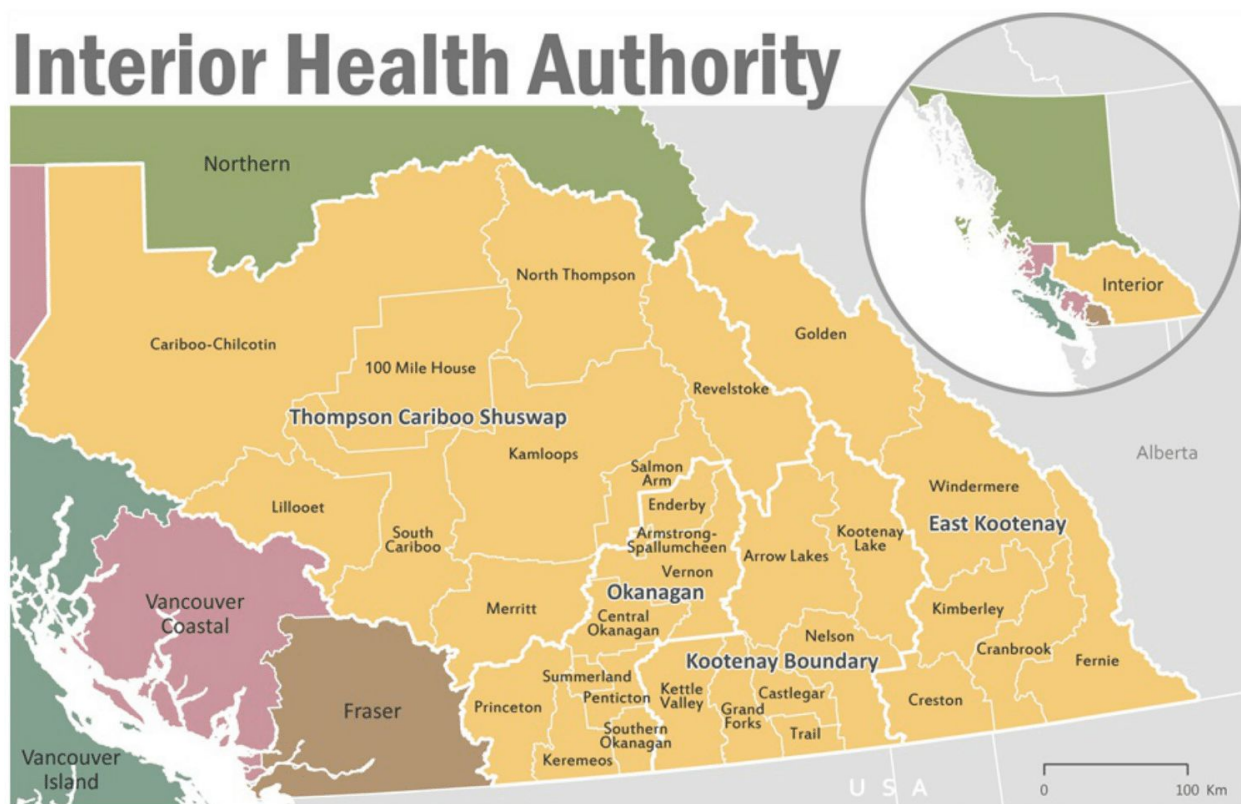 Interior Health Authority
Northern
Interior
North Thompson
Golden
Cariboo-Chilcotin
100 Mile House
Revelstoke
Thompson Cariboo Shuswap
Kamloops
Alberta
Salmon
Arm
Windermere
Lillooet
Enderby
East Kootenay
South
Cariboo
Armstrong-
Spallumcheen
Arrow Lakes
Kootenay
Lake
Vernon
Okanagan
Vancouver
Coastal
Merritt
Central
Okanagan
Kimberley
Nelson
Cranbrook
Kootenay Boundary
Fernie
Summerland
Kettle
Valley
Castlegar
Creston
Penticton
Princeton
Fraser
Grand
Forks
Trail
Southern
Okanagan
Keremeos
Vancouver
Island
USA
0 100 Km